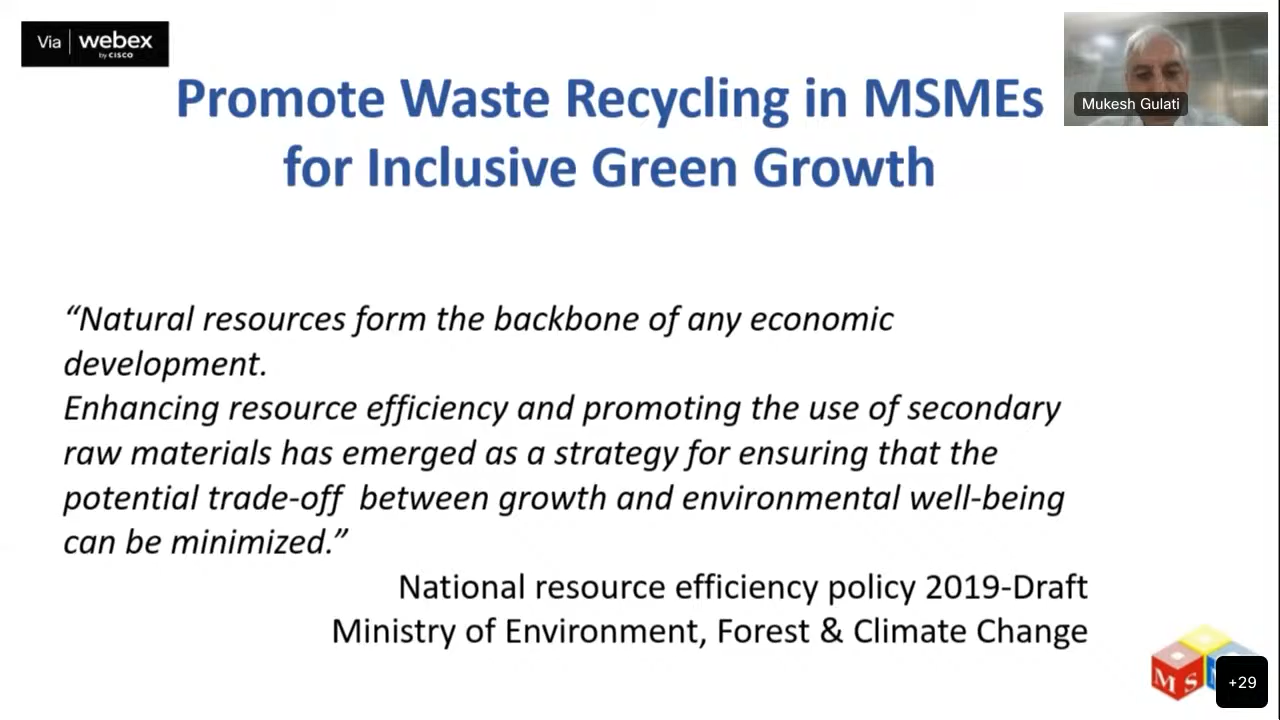 Via | webex
by CISCO
Promote Waste Recycling in MSMEs
for Inclusive Green Growth
Mukesh Gulati
“Natural resources form the backbone of any economic
development.
Enhancing resource efficiency and promoting the use of secondary
raw materials has emerged as a strategy for ensuring that the
potential trade-off  between growth and environmental well-being
can be minimized.”
National resource efficiency policy 2019-Draft
Ministry of Environment, Forest & Climate Change
M S
+29